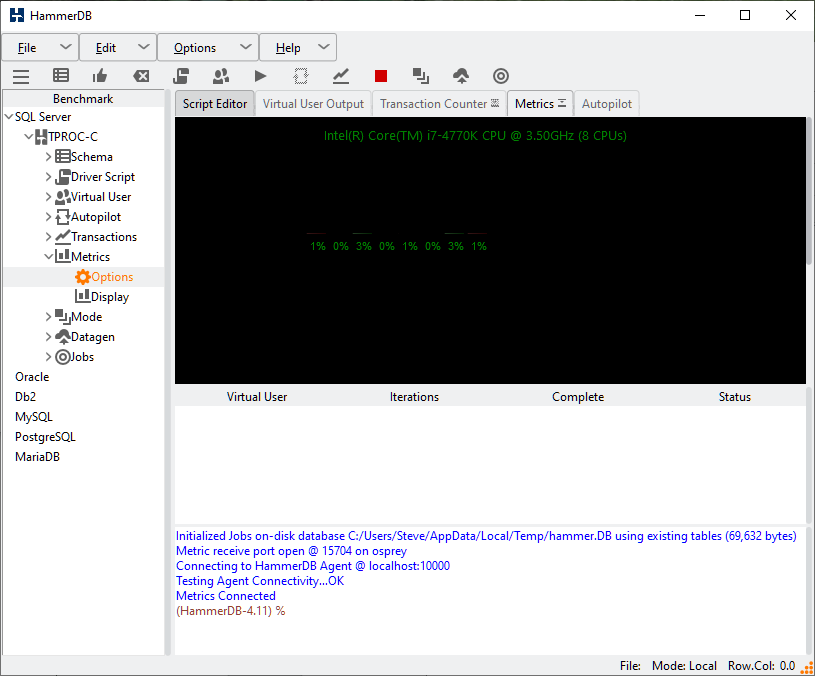 HammerDB
File Edit Options Help
Benchmark
SQL Server
TPROC-C
Schema
Driver Script
Virtual User
Autopilot
Transactions
Metrics
Options
Display
Mode
Datagen
Jobs
Oracle
Db2
MySQL
PostgreSQL
MariaDB
Script Editor Virtual User Output Transaction Counter Metrics Autopilot
Intel(R) Core(TM) i7-4770K CPU @ 3.50GHz (8 CPUs)
1% 0% 3% 0% 1% 0% 3% 1%
Virtual User Iterations Complete Status
Initialized Jobs on-disk database C:/Users/Steve/AppData/Local/Temp/hammer.DB using existing tables (69,632 bytes)
Metric receive port open @ 15704 on osprey
Connecting to HammerDB Agent @ localhost:10000
Testing Agent Connectivity...OK
Metrics Connected
(HammerDB-4.11) %
File: Mode: Local Row.Col: 0.0